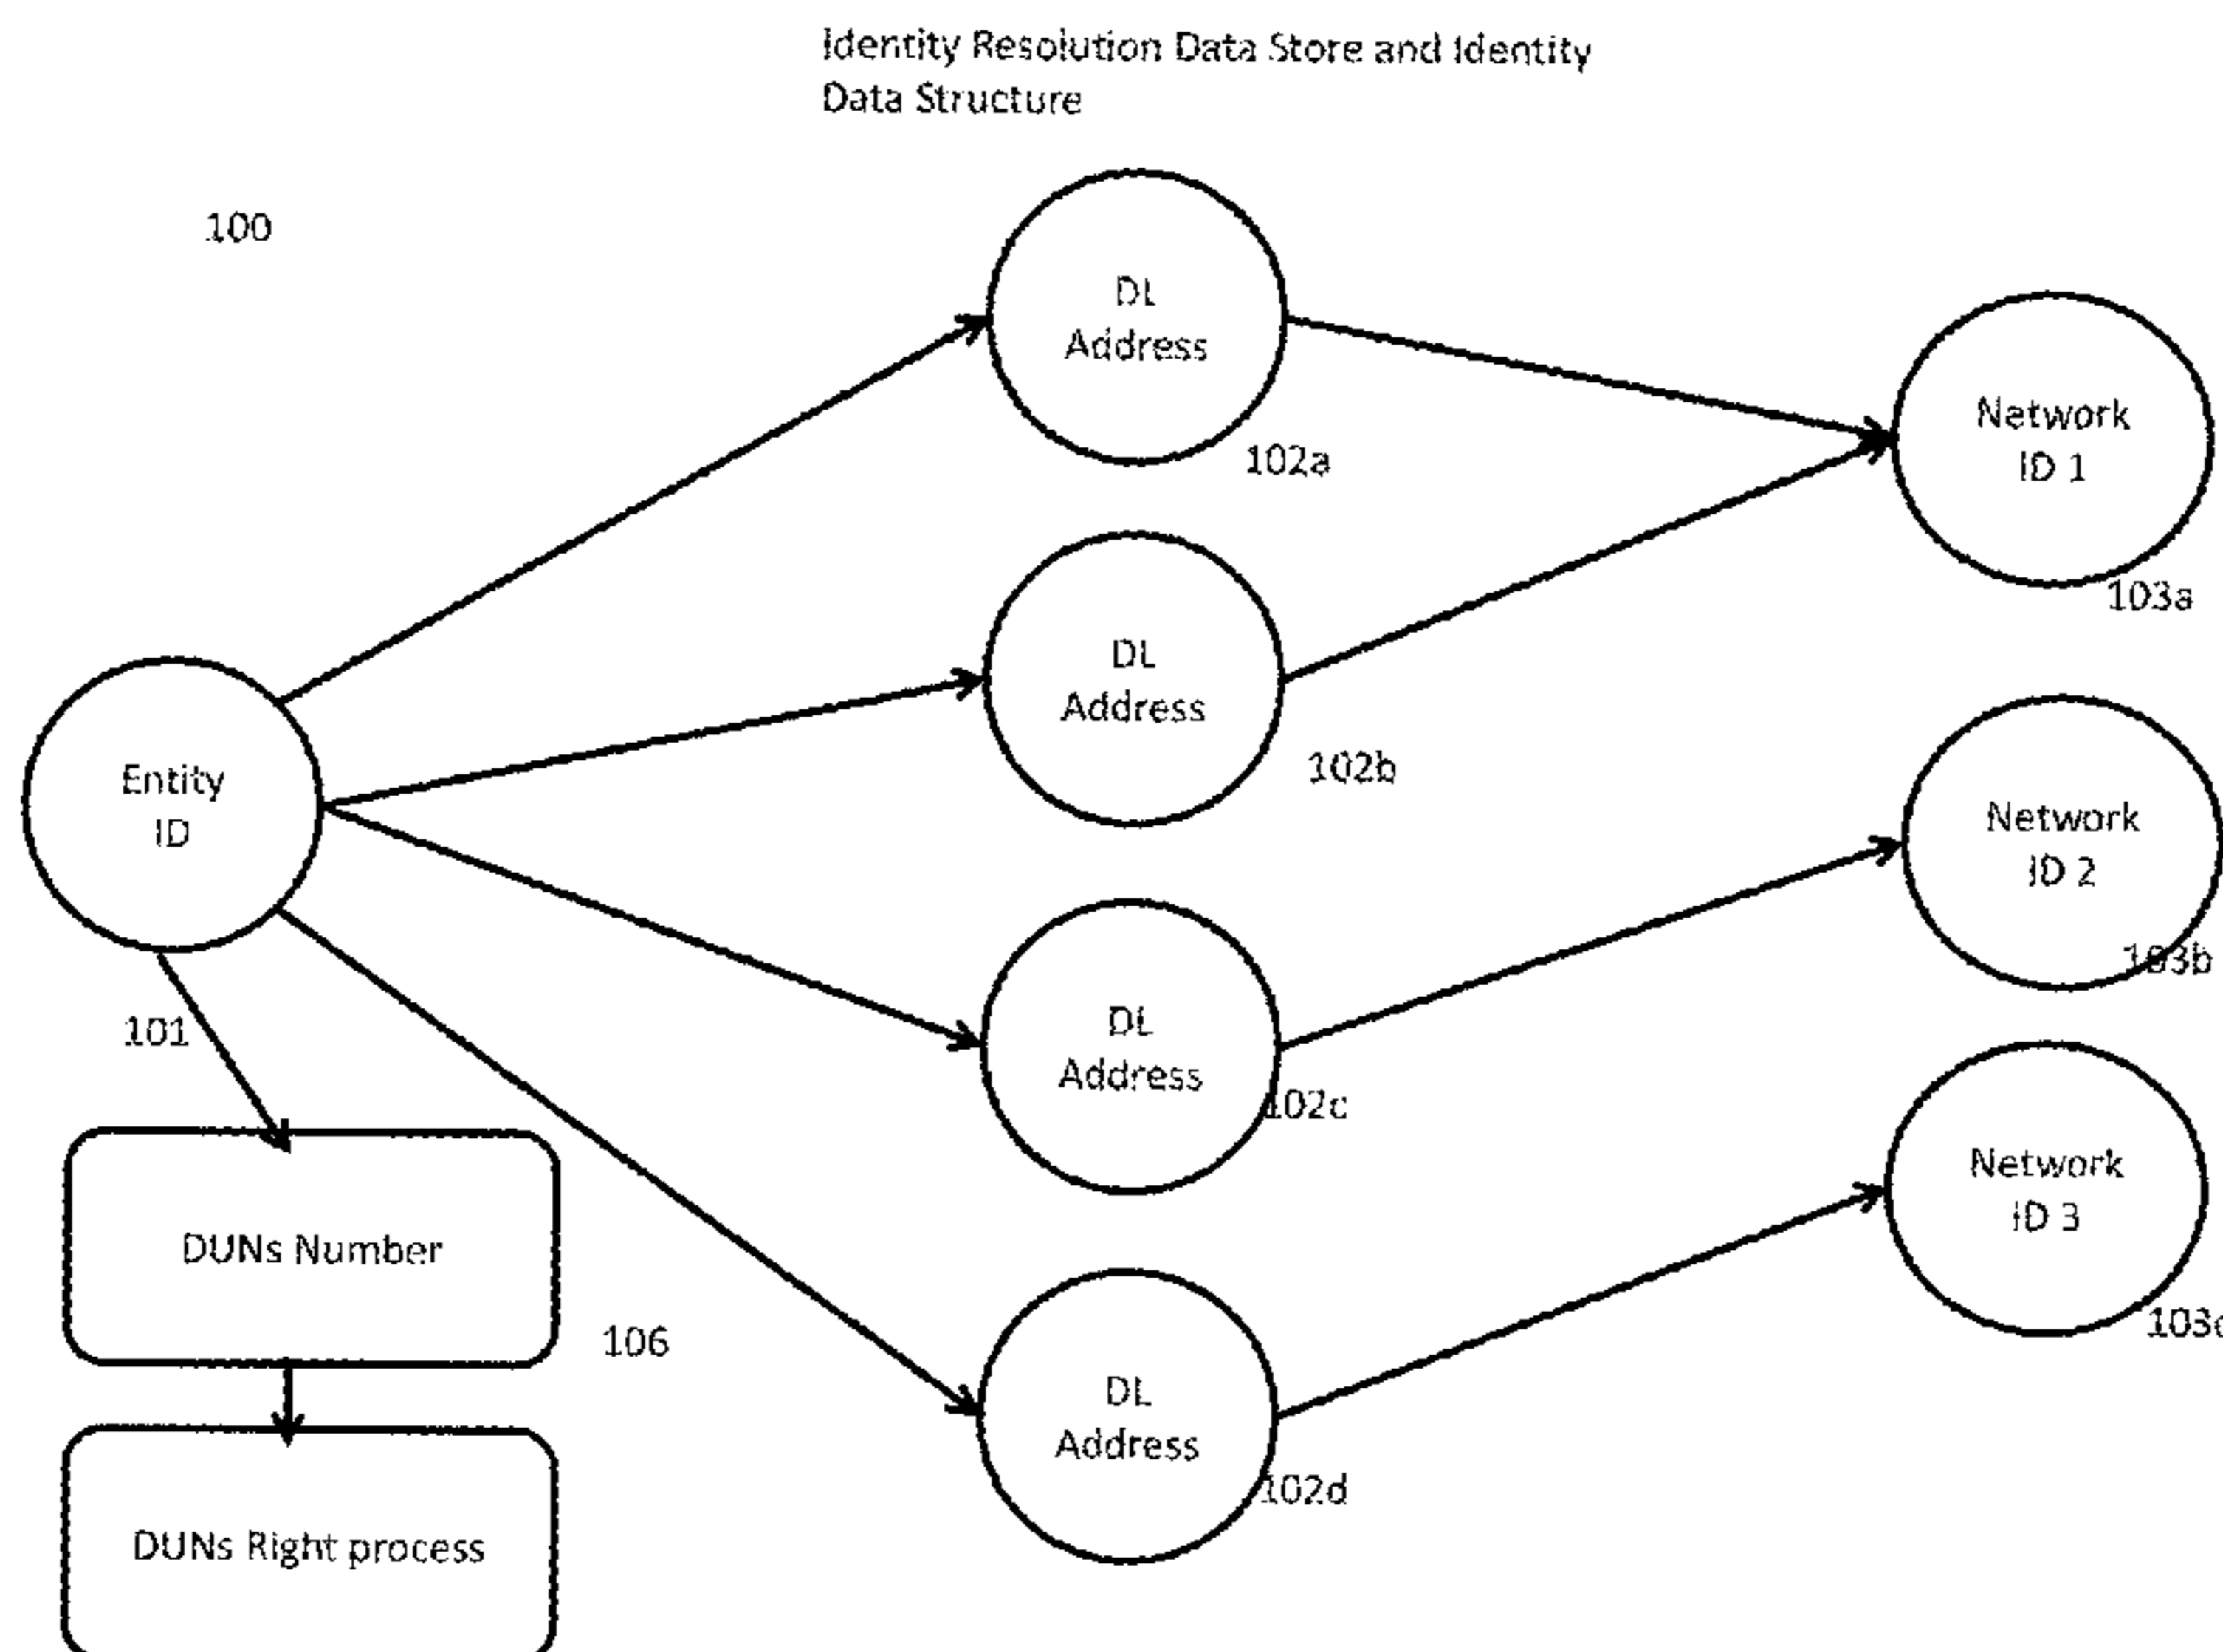 Identity Resolution Data Store and Identity
Data Structure
100
DL
Address
102a
Network
ID 1
103a
DL
Address
102b
Entity
ID
Network
ID 2
103b
DL
Address
102c
101
Network
ID 3
DUNs Number
106
DL
Address
102d
DUNs Right process